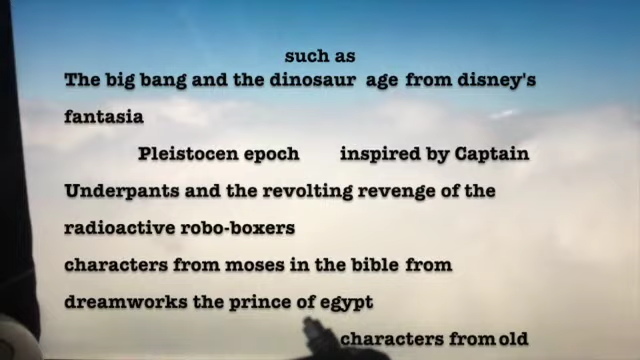 such as
The big bang and the dinosaur age from disney's
fantasia
Pleistocen epoch inspired by Captain
Underpants and the revolting revenge of the
radioactive robo-boxers
characters from moses in the bible from
dreamworks the prince of egypt
characters from old